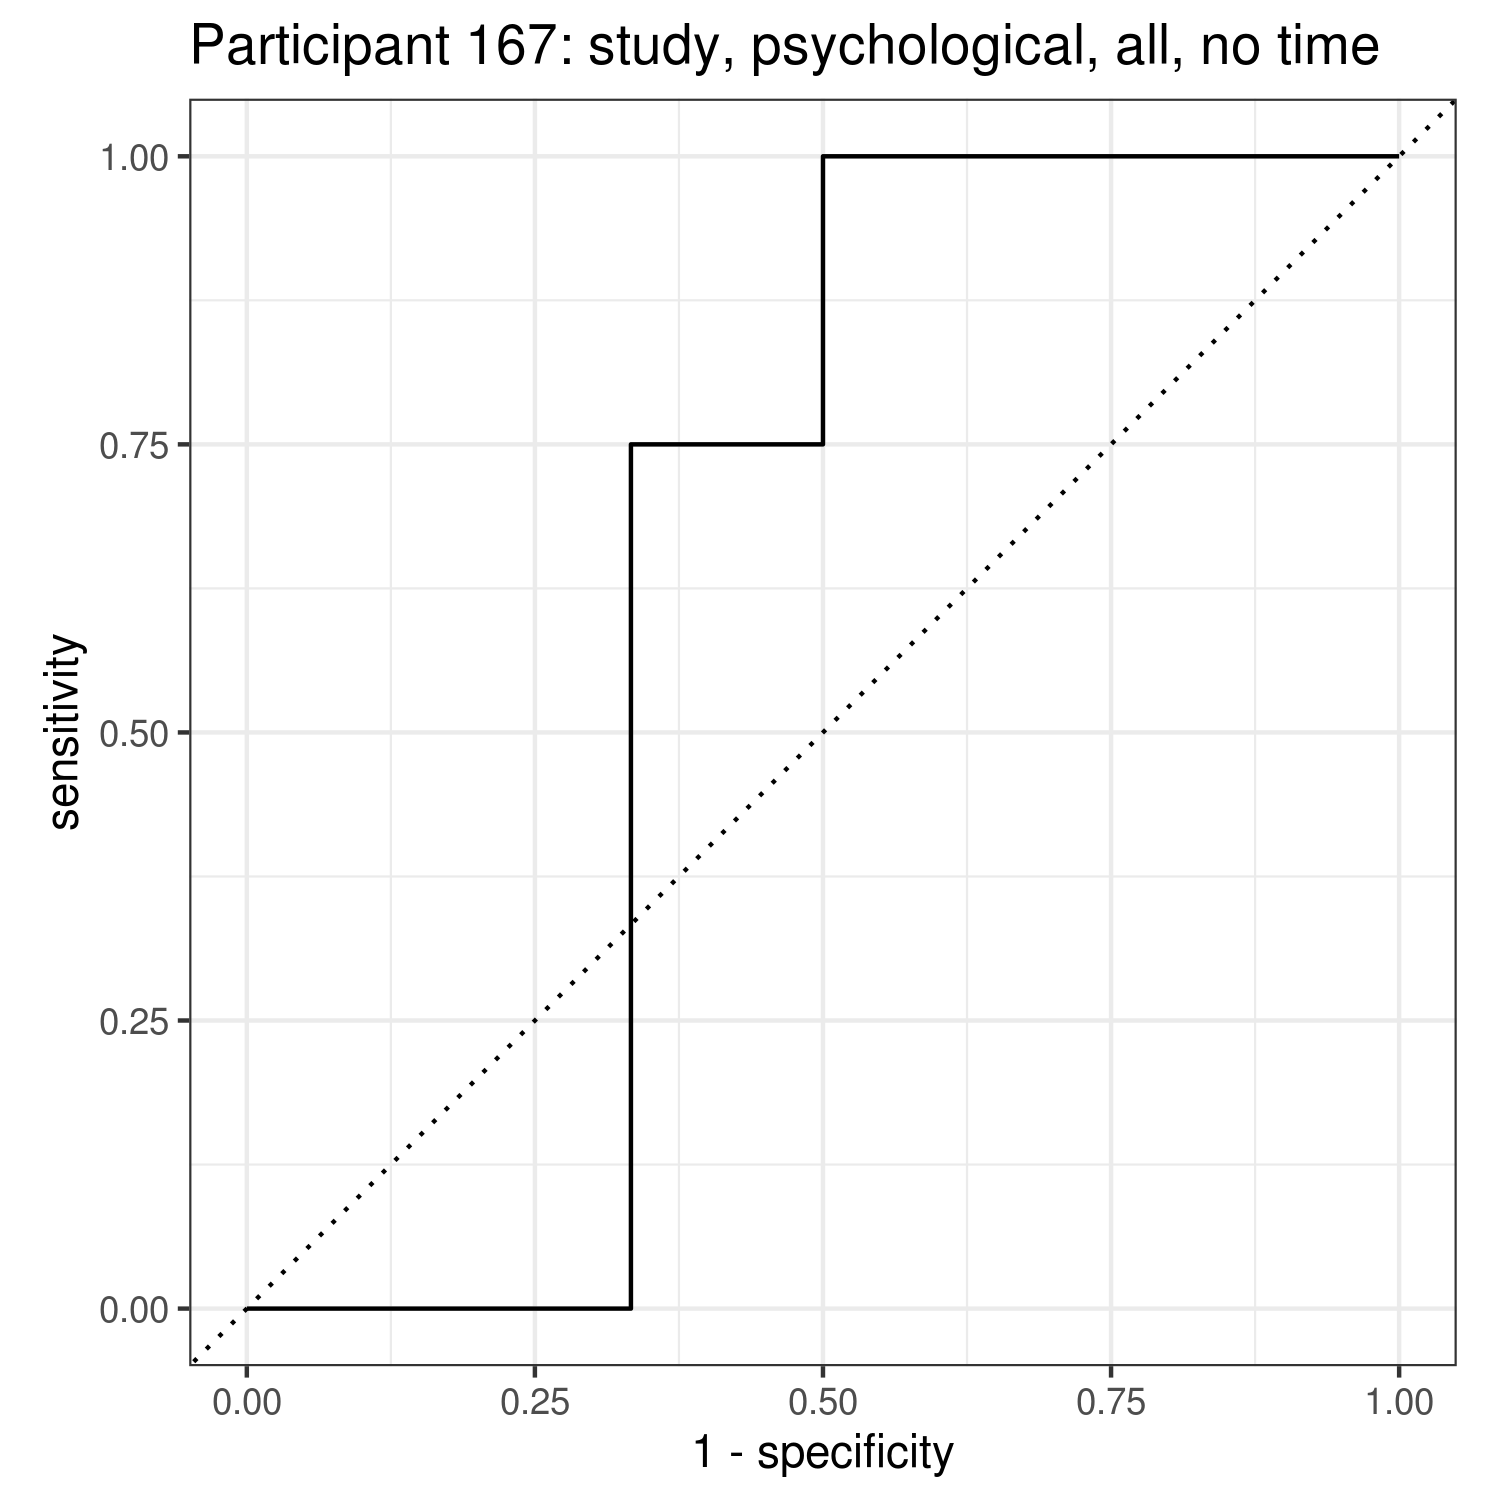 Participant 167: study, psychological, all, no time
1.00
0.75
0.50
0.25
0.00
sensitivity
0.00 0.25 0.50 0.75 1.00
1 - specificity